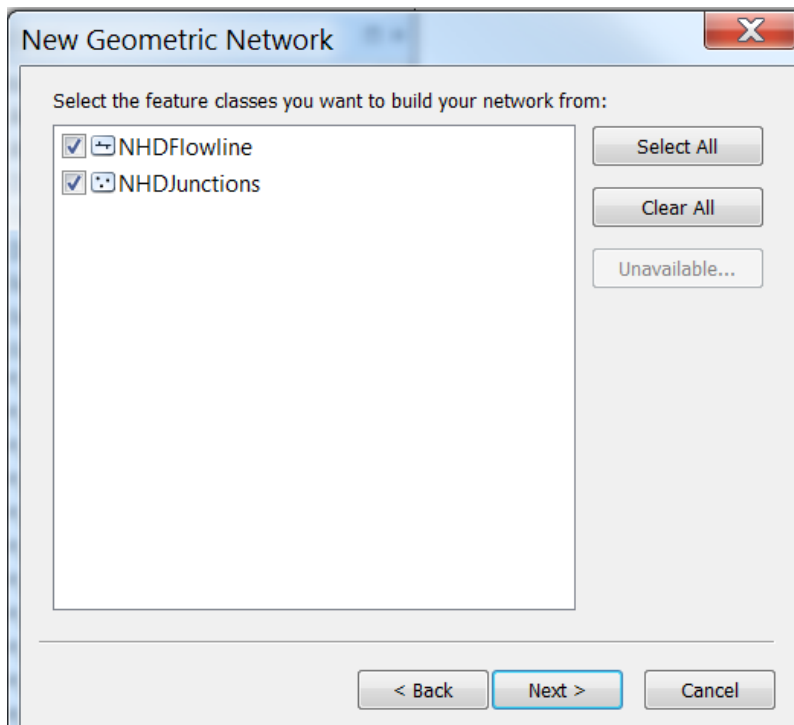 New Geometric Network
Select the feature classes you want to build your network from:
NHDFlowline
NHDJunctions
Select All
Clear All
Unavailable...
< Back
Next >
Cancel